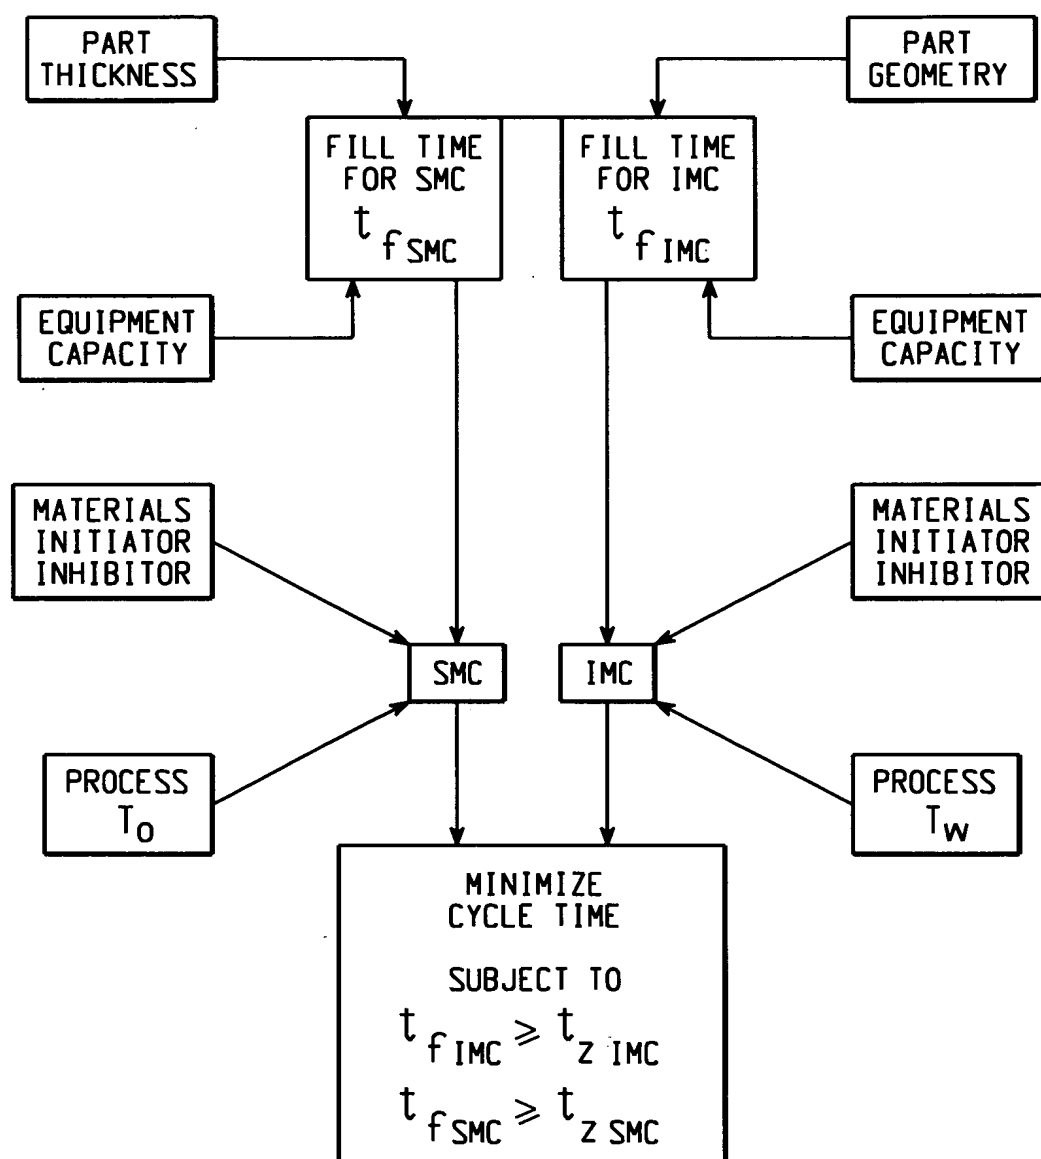 PART
THICKNESS
PART
GEOMETRY
FILL TIME
FOR SMC
t f SMC
FILL TIME
FOR IMC
t f IMC
EQUIPMENT
CAPACITY
EQUIPMENT
CAPACITY
MATERIALS
INITIATOR
INHIBITOR
MATERIALS
INITIATOR
INHIBITOR
SMC
IMC
PROCESS
TO
PROCESS
TW
MINIMIZE
CYCLE TIME
SUBJECT TO
t f IMC ⩾ t z IMC
t f SMC ⩾ t z SMC